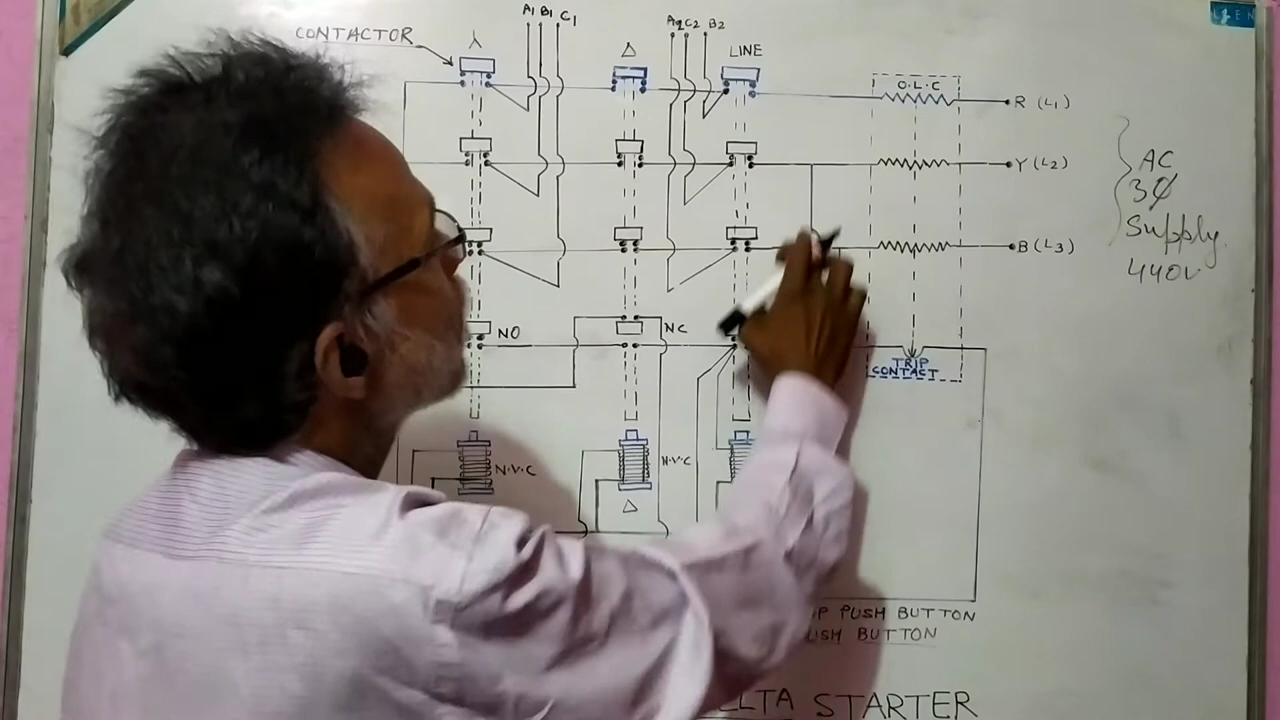 A1 B1 C1
A2 C2 B2
CONTACTOR
人
Δ
LINE
O.L.C
R (L1)
Y (L2)
B (L3)
AC
3Ø
Supply
440v
NO
NC
TRIP
CONTACT
N.V.C
N.V.C
Δ
PUSH BUTTON
BUTTON
STARTER